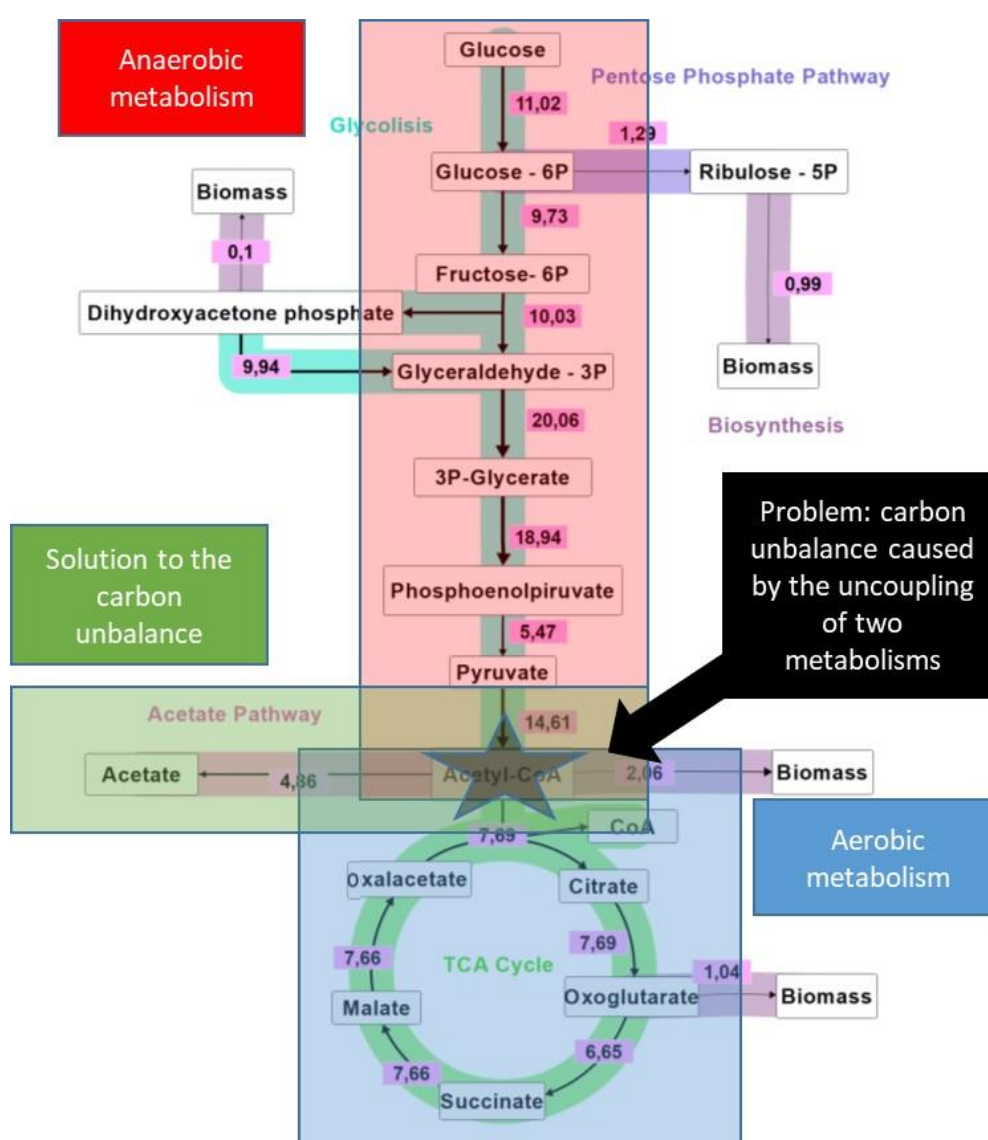 Anaerobic
metabolism
Glucose
Pentose Phosphate Pathway
11,02
Glycolisis
1,29
Glucose - 6P
Ribulose - 5P
Biomass
9,73
0,1
Fructose- 6P
0,99
Dihydroxyacetone phosphate
10,03
9,94
Glyceraldehyde - 3P
Biomass
20,06
Biosynthesis
3P-Glycerate
Problem: carbon
unbalance caused
by the uncoupling
of two
metabolisms
18,94
Solution to the
carbon
unbalance
Phosphoenolpiruvate
5,47
Pyruvate
Acetate Pathway
14,61
Acetate
4,86
Acetyl-CoA
2,06
Biomass
7,69
CoA
Aerobic
metabolism
Oxalacetate
Citrate
7,69
7,66
TCA Cycle
1,04
Malate
Oxoglutarate
Biomass
6,65
7,66
Succinate